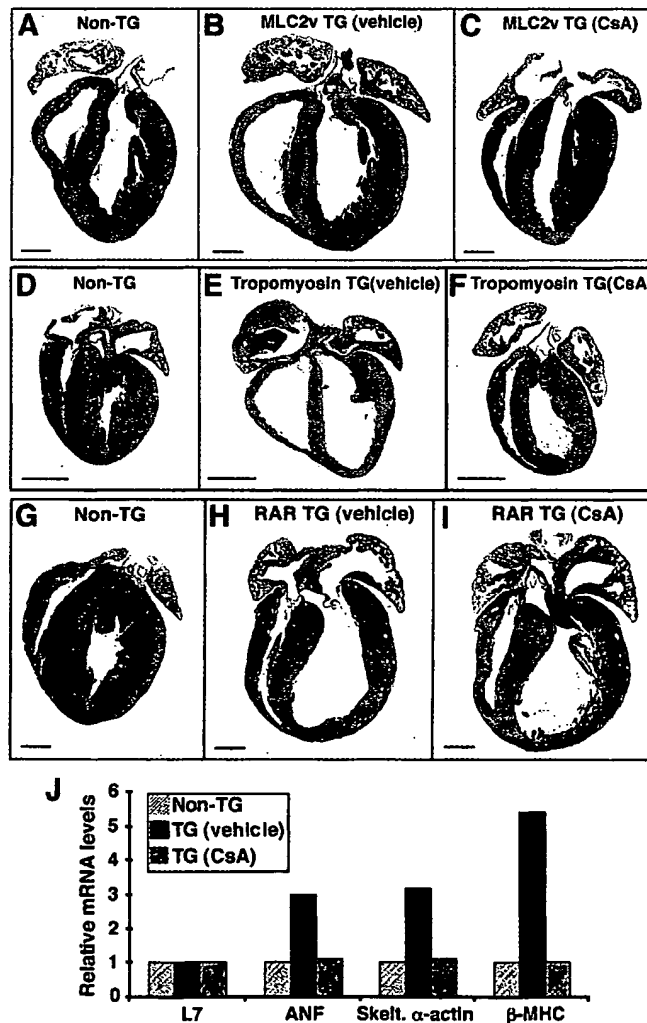 A Non-TG
B MLC2v TG (vehicle)
C MLC2v TG (CsA)
D Non-TG
E Tropomyosin TG(vehicle)
F Tropomyosin TG(CsA
G Non-TG
H RAR TG (vehicle)
I RAR TG (CsA)
J
Relative mRNA levels
6
5
4
3
2
1
0
Non-TG
TG (vehicle)
TG (CsA)
L7 ANF Skelt. α-actin β-MHC